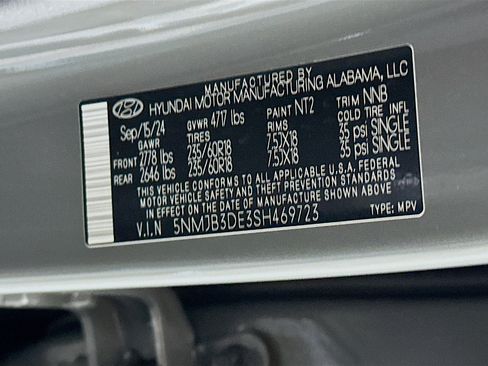 MANUFACTURED BY
HYUNDAI MOTOR MANUFACTURING ALABAMA, LLC
Sep/15/24 GVWR 4717 lbs PAINT NT2 TRIM NNB
GAWR TIRES RIMS COLD TIRE INFL
FRONT 2778 lbs 235/60R18 7.5JX18 35 psi SINGLE
REAR 2646 lbs 235/60R18 7.5JX18 35 psi SINGLE
THIS VEHICLE CONFORMS TO ALL APPLICABLE U.S.A. FEDERAL
MOTOR VEHICLE SAFETY AND THEFT PREVENTION STANDARDS
IN EFFECT ON THE DATE OF MANUFACTURE SHOWN ABOVE.
V.I.N 5NMJB3DE3SH469723 TYPE: MPV